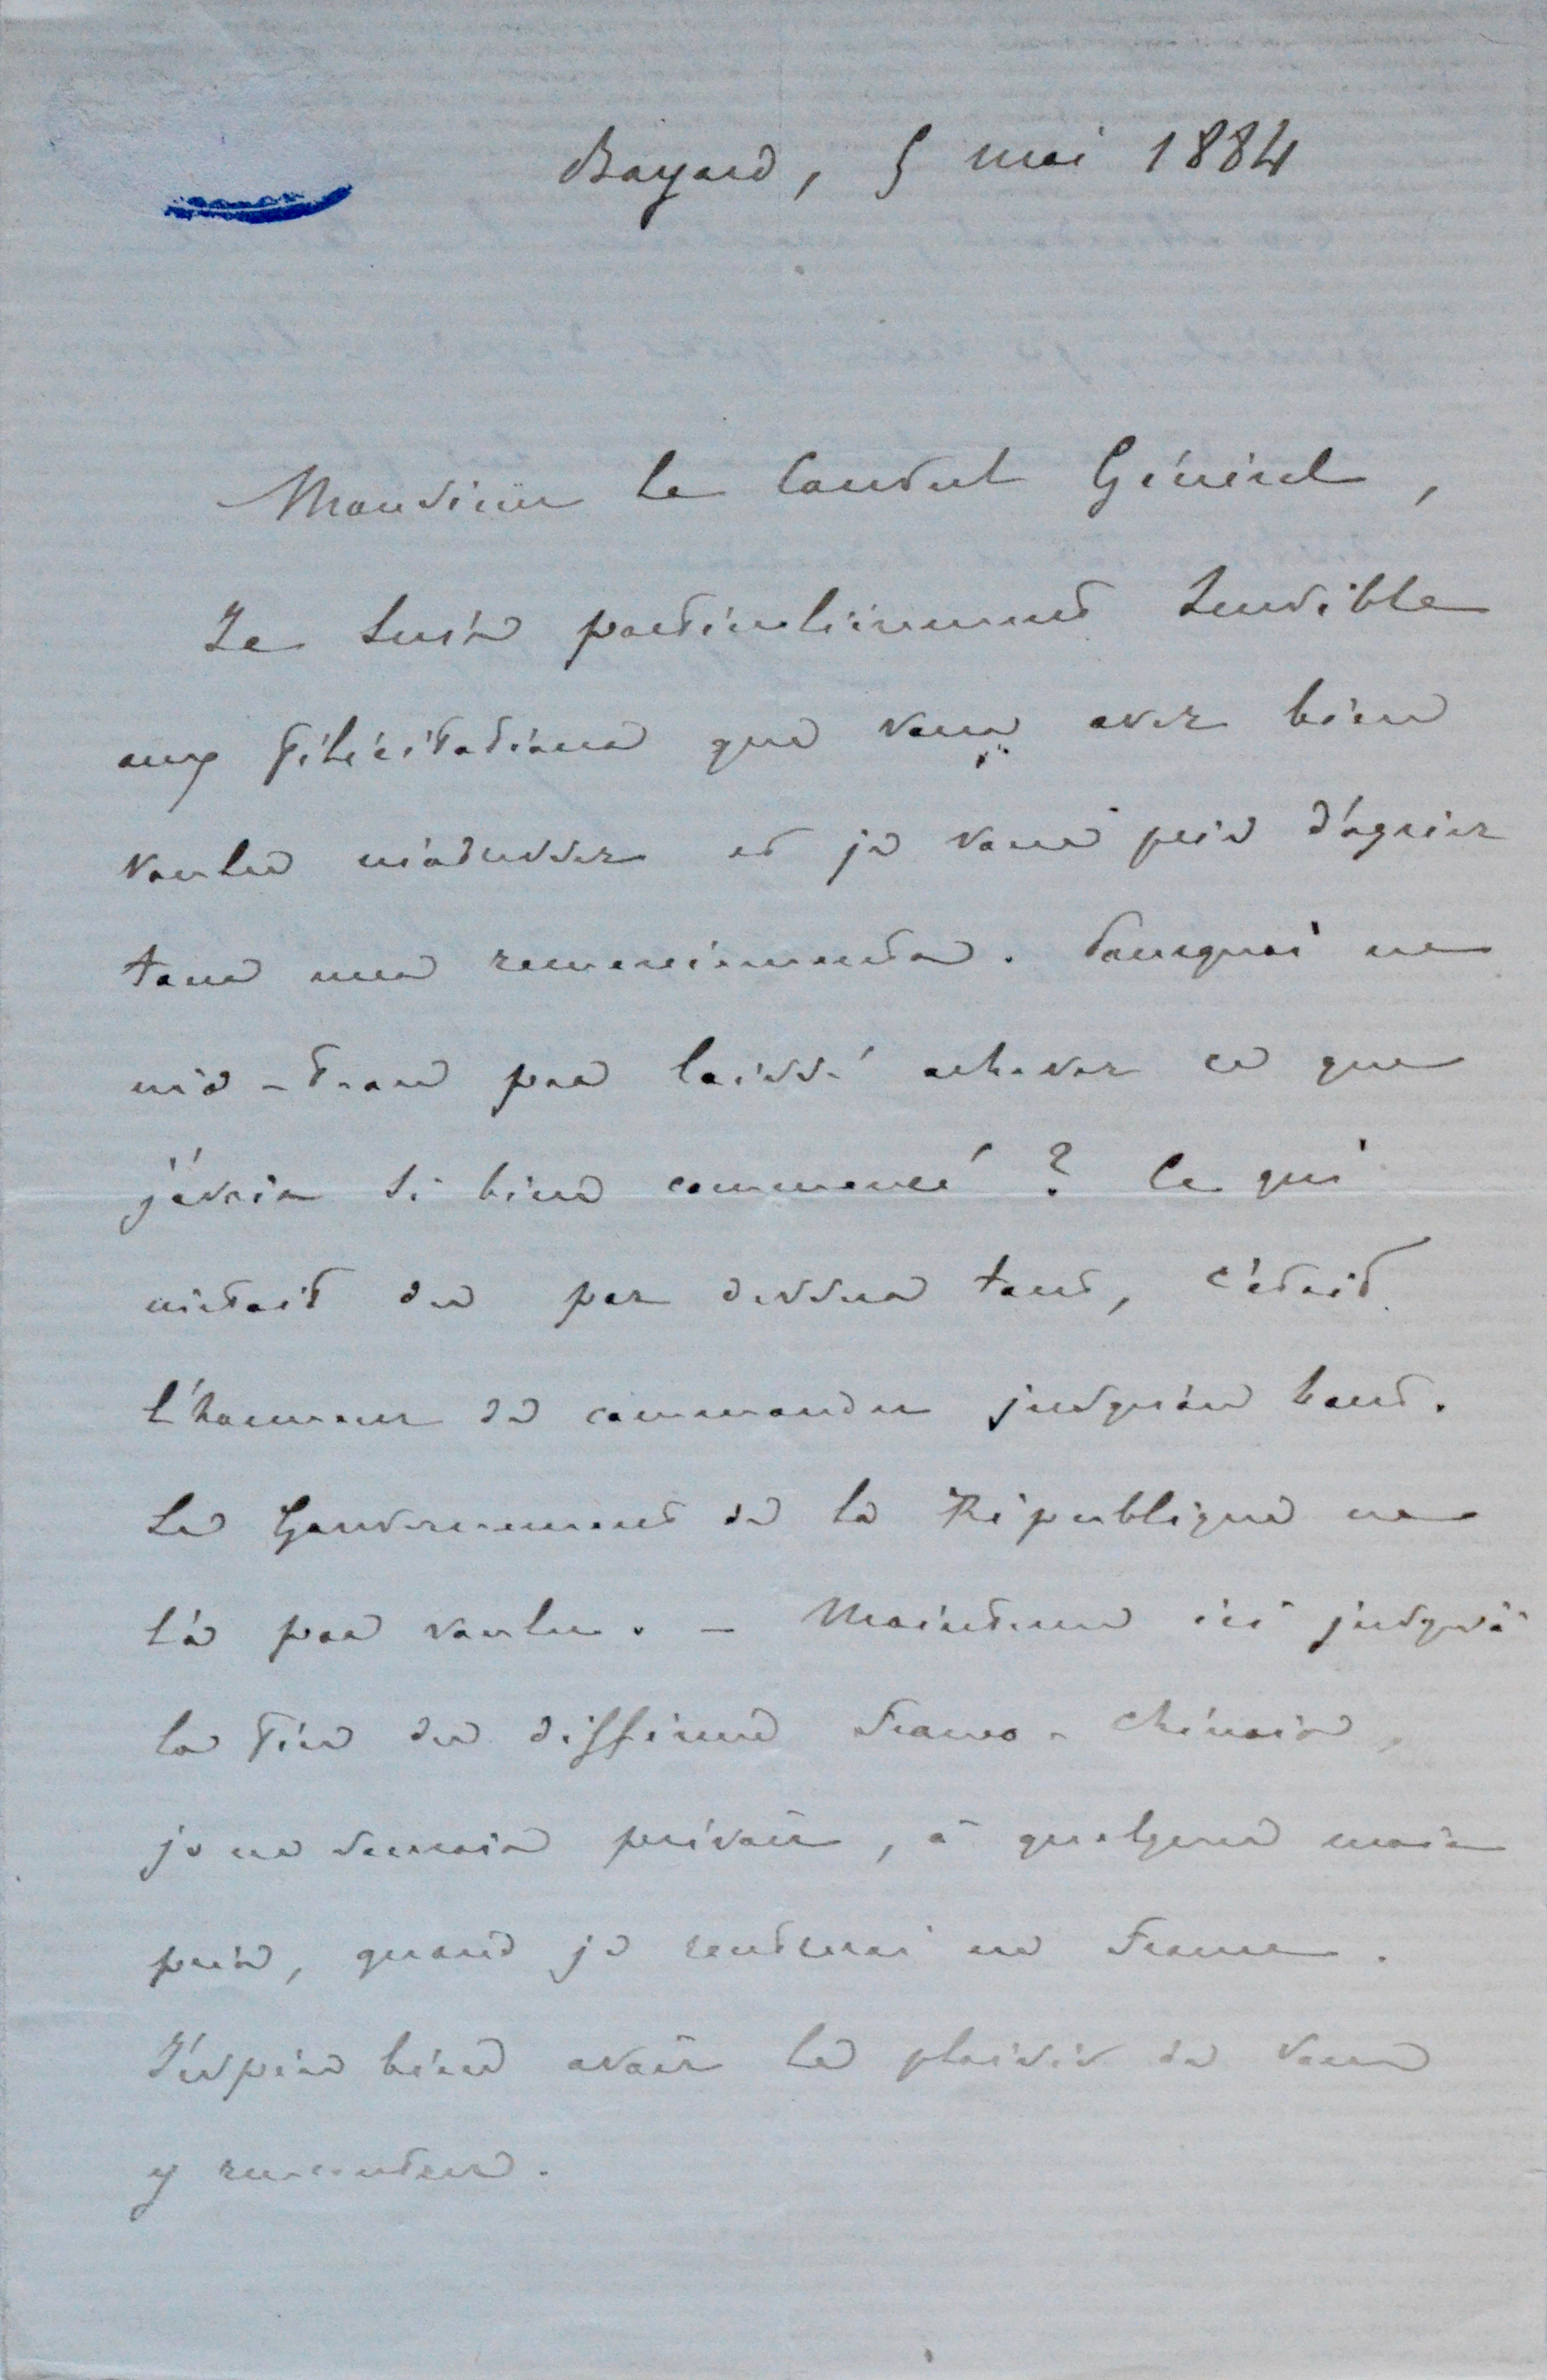 Bayard, 5 mai 1884
Monsieur le Consul Général,
Je suis particulièrement sensible
aux félicitations que vous avez bien
voulu m'adresser et je vous prie d'agréer
tous mes remerciements. Pourquoi ne
m'a-t-on pas laissé achever ce que
j'avais si bien commencé ? Ce qui
m'était dû par dessus tout, c'était
l'honneur de commander jusqu'au bout.
Le Gouvernement de la République ne
l'a pas voulu. - Maintenu ici jusqu'à
la fin du différend Franco-Chinois,
je ne saurais prévoir, à quelques mois
près, quand je rentrerai en France.
J'espère bien avoir le plaisir de vous
y rencontrer.